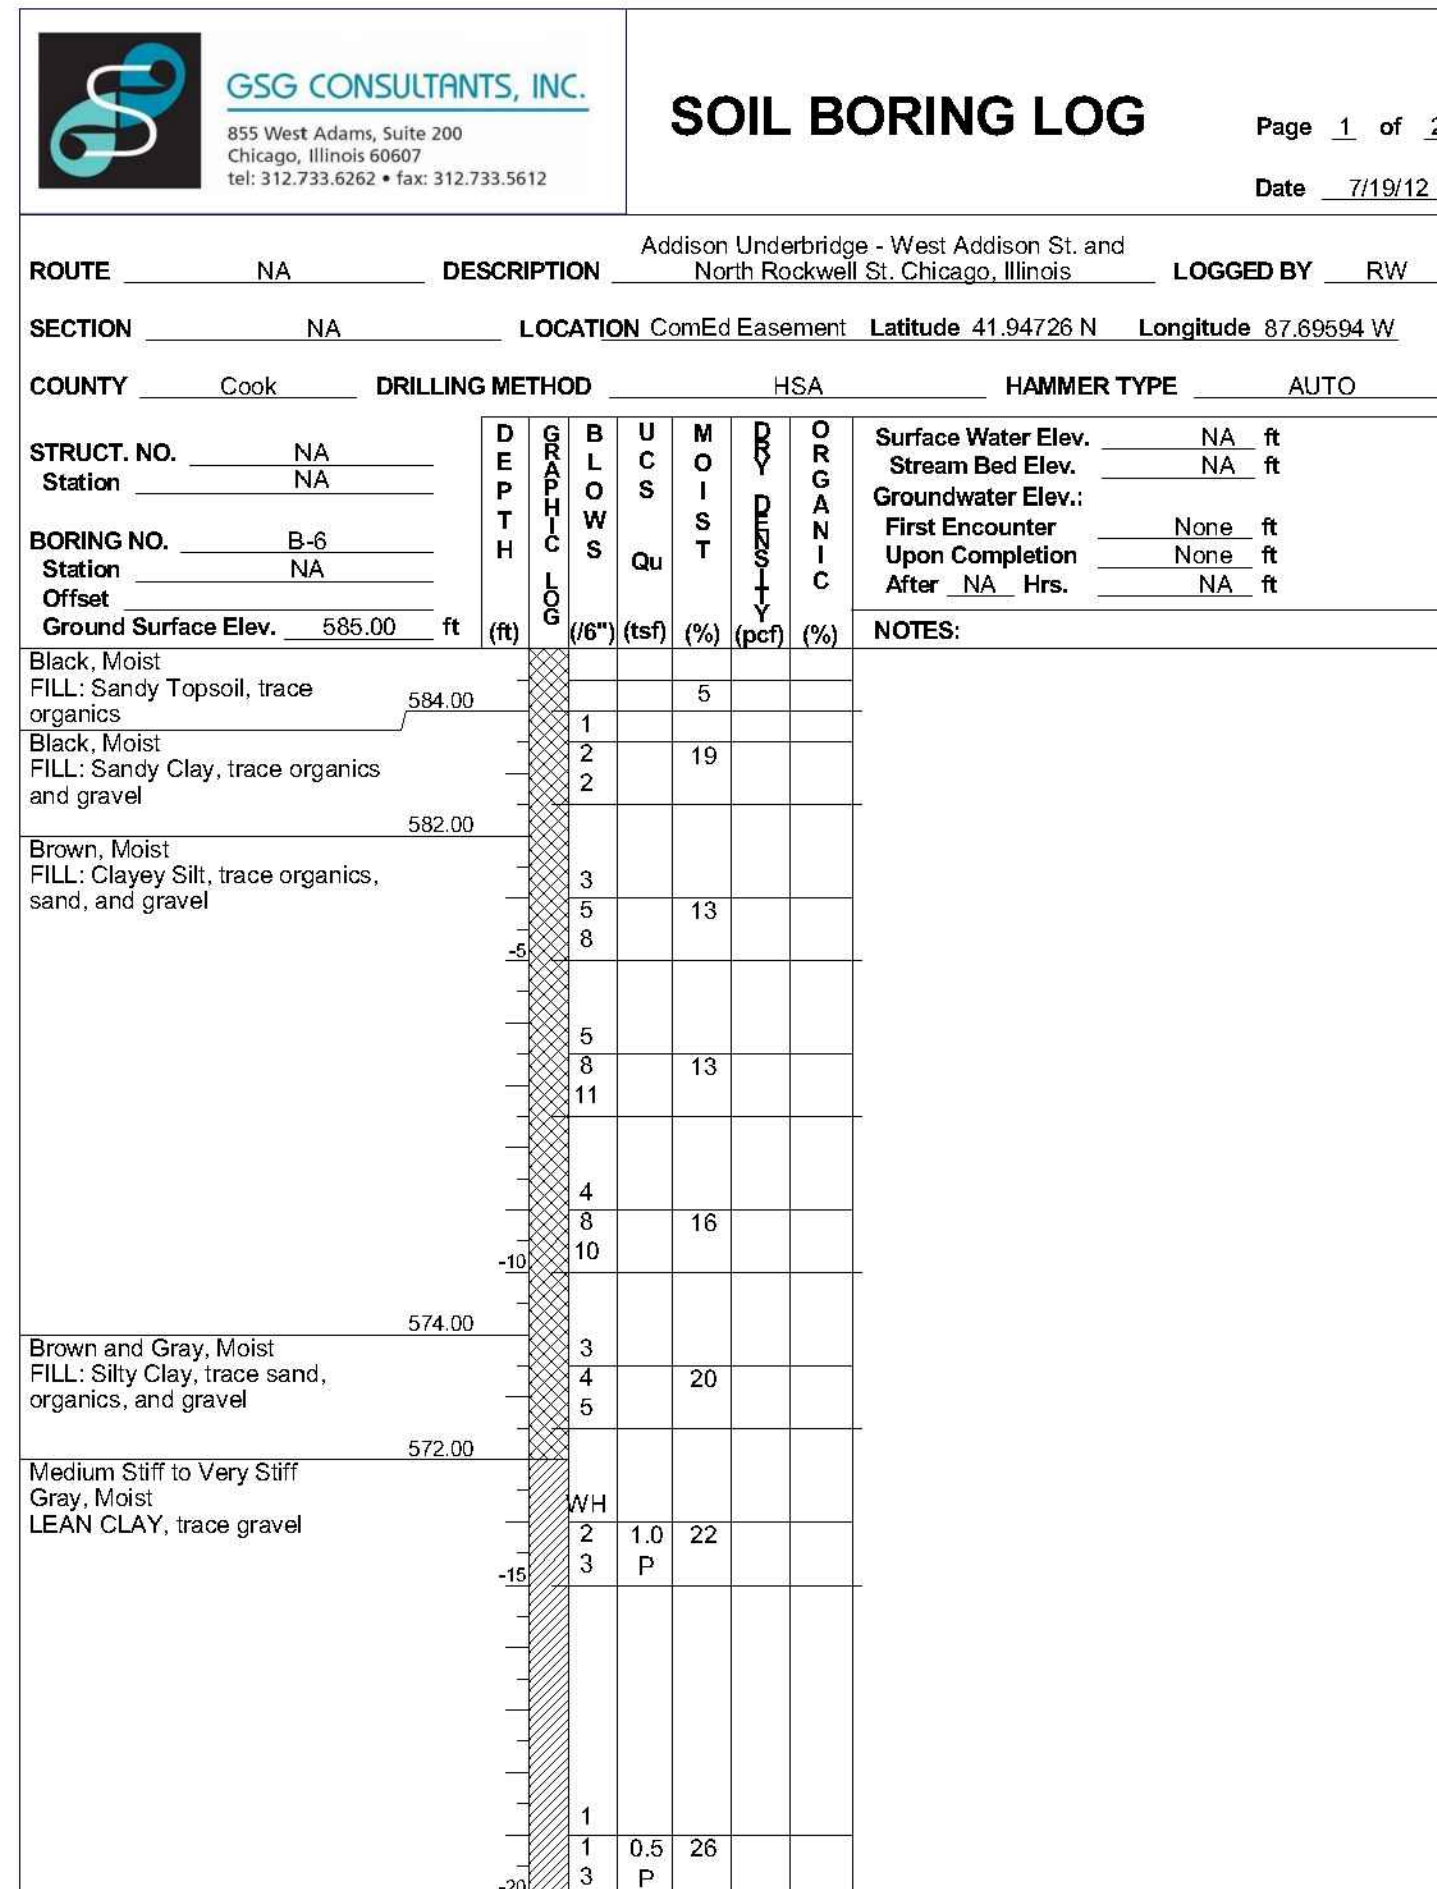 GSG CONSULTANTS, INC.
855 West Adams, Suite 200
Chicago, Illinois 60607
tel: 312.733.6262 • fax: 312.733.5612
SOIL BORING LOG
Page 1 of 2
Date 7/19/12
ROUTE NA DESCRIPTION Addison Underbridge - West Addison St. and
North Rockwell St. Chicago, Illinois LOGGED BY RW
SECTION NA LOCATION ComEd Easement Latitude 41.94726 N Longitude 87.69594 W
COUNTY Cook DRILLING METHOD HSA HAMMER TYPE AUTO
STRUCT. NO. NA
Station NA
BORING NO. B-6
Station NA
Offset
Ground Surface Elev. 585.00 ft
DEPTH (ft)
GRAPHIC LOG
BLOWS (/6")
UCS Qu (tsf)
MOIST (%)
DRY DENSITY (pcf)
ORGANIC (%)
Surface Water Elev. NA ft
Stream Bed Elev. NA ft
Groundwater Elev.:
First Encounter None ft
Upon Completion None ft
After NA Hrs. NA ft
NOTES:
Black, Moist
FILL: Sandy Topsoil, trace
organics
584.00
5
Black, Moist
FILL: Sandy Clay, trace organics
and gravel
1
2 19
2
582.00
Brown, Moist
FILL: Clayey Silt, trace organics,
sand, and gravel
3
5 13
8
-5
5
8 13
11
4
8 16
10
-10
574.00
Brown and Gray, Moist
FILL: Silty Clay, trace sand,
organics, and gravel
3
4 20
5
572.00
Medium Stiff to Very Stiff
Gray, Moist
LEAN CLAY, trace gravel
WH
2 1.0 22
3 P
-15
1
1 0.5 26
3 P
-20